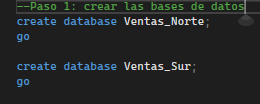 --Paso 1: crear las bases de datos
create database Ventas_Norte;
go
create database Ventas_Sur;
go